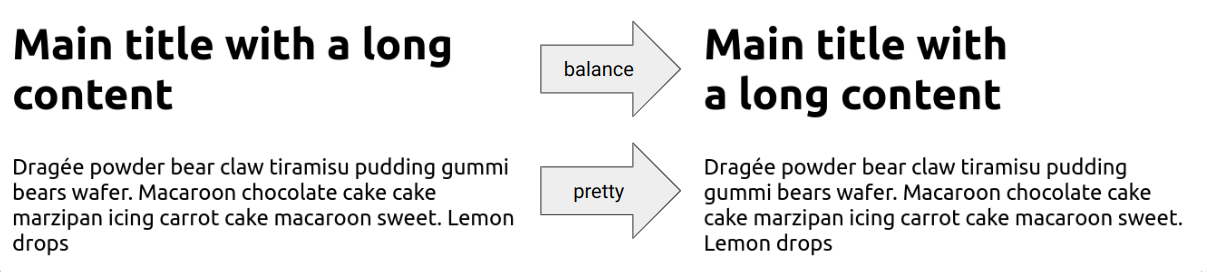 Main title with a long
content
balance
Main title with
a long content
Dragée powder bear claw tiramisu pudding gummi
bears wafer. Macaroon chocolate cake cake
marzipan icing carrot cake macaroon sweet. Lemon
drops
pretty
Dragée powder bear claw tiramisu pudding
gummi bears wafer. Macaroon chocolate cake
cake marzipan icing carrot cake macaroon sweet.
Lemon drops